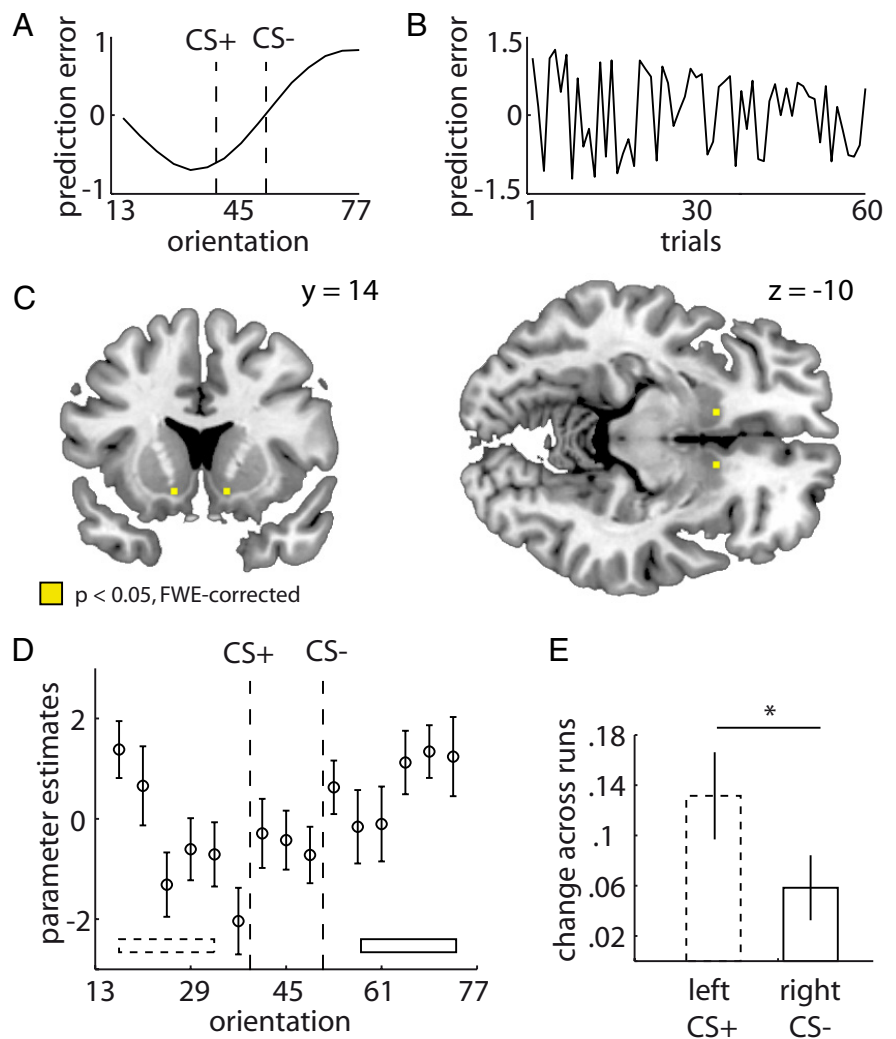 A
CS+ CS-
prediction error
1
0
-1
13 45 77
orientation
B
prediction error
1.5
0
-1.5
1 30 60
trials
C
y = 14
z = -10
p < 0.05, FWE-corrected
D
CS+ CS-
parameter estimates
2
0
-2
13 29 45 61 77
orientation
E
*
change across runs
.18
.14
.1
.06
.02
left right
CS+ CS-